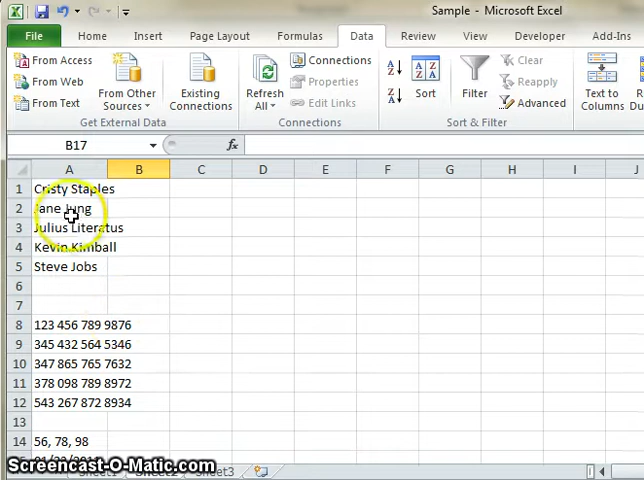 Sample - Microsoft Excel
File Home Insert Page Layout Formulas Data Review View Developer Add-Ins
From Access
From Web
From Text
From Other Sources
Existing Connections
Get External Data
Refresh All
Connections
Properties
Edit Links
Connections
Sort
Filter
Clear
Reapply
Advanced
Sort & Filter
Text to Columns
B17
fx
A B C D E F G H I J
1 Cristy Staples
2 Jane Jung
3 Julius Literatus
4 Kevin Kimball
5 Steve Jobs
6
7
8 123 456 789 9876
9 345 432 564 5346
10 347 865 765 7632
11 378 098 789 8972
12 543 267 872 8934
13
14 56, 78, 98
Sheet3
Screencast-O-Matic.com